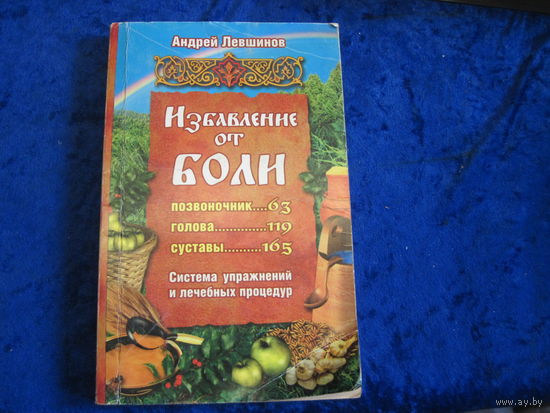 Андрей Левшинов
Избавление
от
боли
позвоночник....63
голова..............119
суставы..........165
Система упражнений
и лечебных процедур
www.ay.by